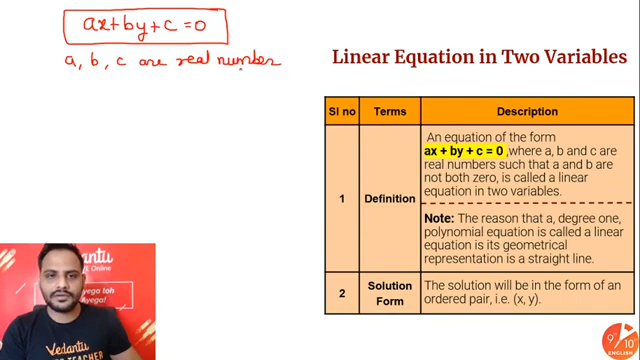 ax+by+c=0
a, b, c are real number
Linear Equation in Two Variables
Sl no Terms Description
1 Definition
An equation of the form
ax + by + c = 0 ,where a, b and c are
real numbers such that a and b are
not both zero, is called a linear
equation in two variables.
Note: The reason that a, degree one,
polynomial equation is called a linear
equation is its geometrical
representation is a straight line.
2 Solution Form
The solution will be in the form of an
ordered pair, i.e. (x, y).
Vedantu
Online
Vedantu
9 10
ENGLISH